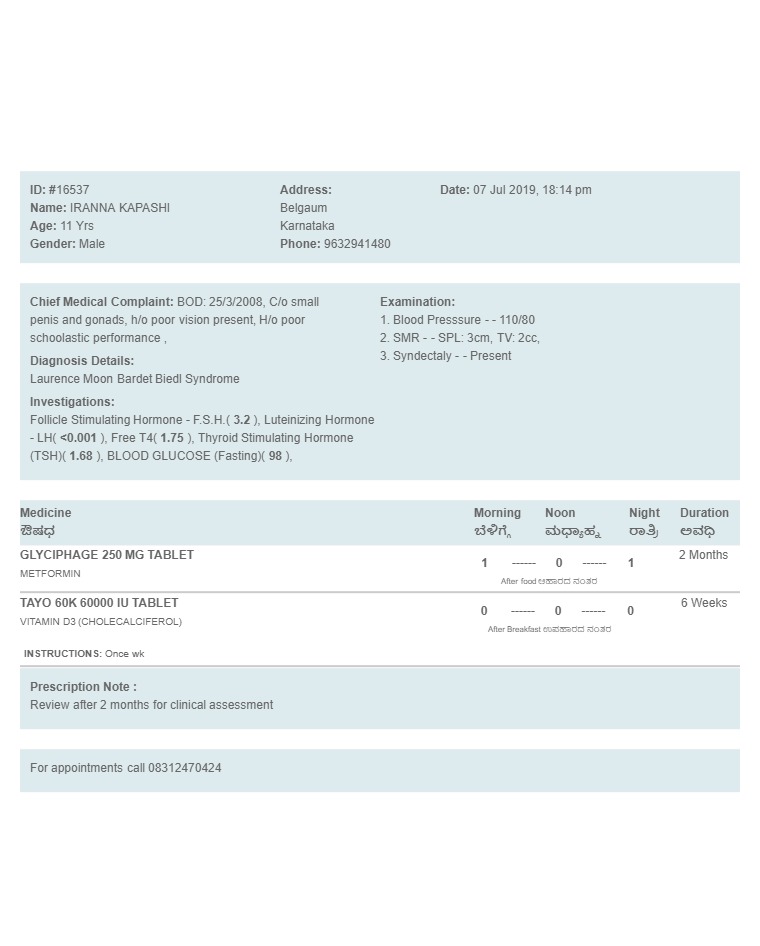 ID: #16537
Name: IRANNA KAPASHI
Age: 11 Yrs
Gender: Male
Address:
Belgaum
Karnataka
Phone: 9632941480
Date: 07 Jul 2019, 18:14 pm
Chief Medical Complaint: BOD: 25/3/2008, C/o small
penis and gonads, h/o poor vision present, H/o poor
schoolastic performance ,
Diagnosis Details:
Laurence Moon Bardet Biedl Syndrome
Investigations:
Follicle Stimulating Hormone - F.S.H.( 3.2 ), Luteinizing Hormone
- LH( <0.001 ), Free T4( 1.75 ), Thyroid Stimulating Hormone
(TSH)( 1.68 ), BLOOD GLUCOSE (Fasting)( 98 ),
Examination:
1. Blood Presssure - - 110/80
2. SMR - - SPL: 3cm, TV: 2cc,
3. Syndectaly - - Present
Medicine Morning Noon Night Duration
ಔಷಧ ಬೆಳಿಗ್ಗೆ ಮಧ್ಯಾಹ್ನ ರಾತ್ರಿ ಅವಧಿ
GLYCIPHAGE 250 MG TABLET 2 Months
1 ------ 0 ------ 1
METFORMIN
After food ಆಹಾರದ ನಂತರ
TAYO 60K 60000 IU TABLET 6 Weeks
0 ------ 0 ------ 0
VITAMIN D3 (CHOLECALCIFEROL)
After Breakfast ಉಪಹಾರದ ನಂತರ
INSTRUCTIONS: Once wk
Prescription Note :
Review after 2 months for clinical assessment
For appointments call 08312470424